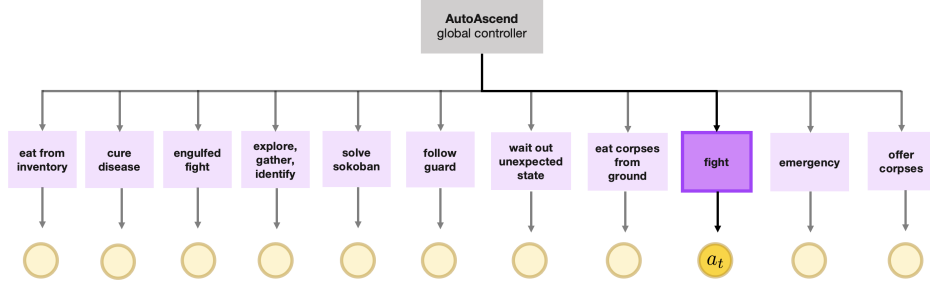 AutoAscend
global controller
eat from
inventory
cure
disease
engulfed
fight
explore,
gather,
identify
solve
sokoban
follow
guard
wait out
unexpected
state
eat corpses
from
ground
fight
emergency
offer
corpses
a_t